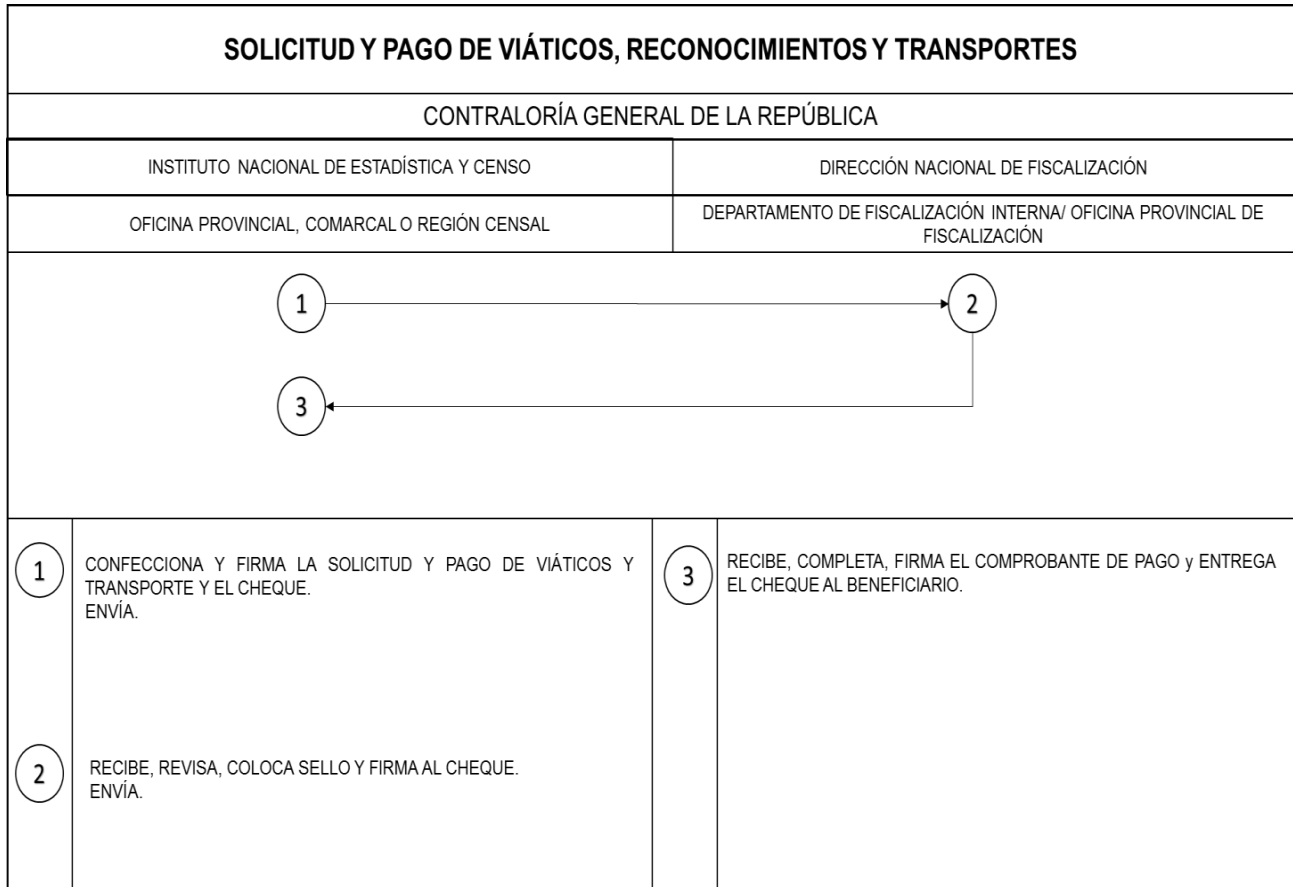 SOLICITUD Y PAGO DE VIÁTICOS, RECONOCIMIENTOS Y TRANSPORTES
CONTRALORÍA GENERAL DE LA REPÚBLICA
INSTITUTO NACIONAL DE ESTADÍSTICA Y CENSO
DIRECCIÓN NACIONAL DE FISCALIZACIÓN
OFICINA PROVINCIAL, COMARCAL O REGIÓN CENSAL
DEPARTAMENTO DE FISCALIZACIÓN INTERNA/ OFICINA PROVINCIAL DE
FISCALIZACIÓN
1
2
3
1
CONFECCIONA Y FIRMA LA SOLICITUD Y PAGO DE VIÁTICOS Y
TRANSPORTE Y EL CHEQUE.
ENVÍA.
2
RECIBE, REVISA, COLOCA SELLO Y FIRMA AL CHEQUE.
ENVÍA.
3
RECIBE, COMPLETA, FIRMA EL COMPROBANTE DE PAGO y ENTREGA
EL CHEQUE AL BENEFICIARIO.